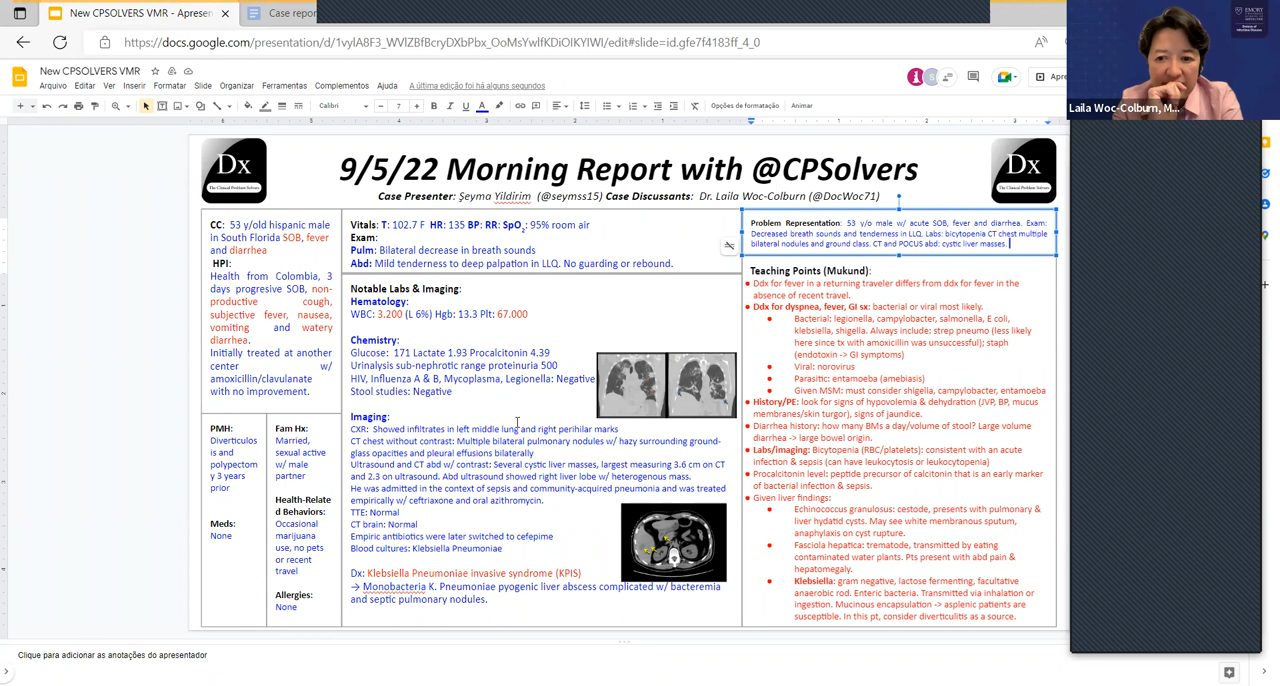 New CPSOLVERS VMR - Apresen
Case repor
https://docs.google.com/presentation/d/1vylA8F3_WVlZBfBcryDXbPbx_OoMsYwlfKDiOIKYIWI/edit#slide=id.gfe7f4183ff_4_0
New CPSOLVERS VMR
Arquivo Editar Ver Inserir Formatar Slide Organizar Ferramentas Complementos Ajuda A última edição foi há alguns segundos
Apre
Calibri 7 Opções de formatação Animar
EMORY
Laila Woc-Colburn, M...
Dx
The Clinical Problem Solvers
9/5/22 Morning Report with @CPSolvers
Case Presenter: Şeyma Yildirim (@seymss15) Case Discussants: Dr. Laila Woc-Colburn (@DocWoc71)
Dx
The Clinical Problem Solvers
CC: 53 y/old hispanic male
in South Florida SOB, fever
and diarrhea
HPI:
Health from Colombia, 3
days progresive SOB, non-
productive cough,
subjective fever, nausea,
vomiting and watery
diarrhea.
Initially treated at another
center w/
amoxicillin/clavulanate
with no improvement.
PMH:
Diverticulos
is and
polypectom
y 3 years
prior
Meds:
None
Fam Hx:
Married,
sexual active
w/ male
partner
Health-Relate
d Behaviors:
Occasional
marijuana
use, no pets
or recent
travel
Allergies:
None
Vitals: T: 102.7 F HR: 135 BP: RR: SpO2: 95% room air
Exam:
Pulm: Bilateral decrease in breath sounds
Abd: Mild tenderness to deep palpation in LLQ. No guarding or rebound.
Notable Labs & Imaging:
Hematology:
WBC: 3.200 (L 6%) Hgb: 13.3 Plt: 67.000
Chemistry:
Glucose: 171 Lactate 1.93 Procalcitonin 4.39
Urinalysis sub-nephrotic range proteinuria 500
HIV, Influenza A & B, Mycoplasma, Legionella: Negative
Stool studies: Negative
Imaging:
CXR: Showed infiltrates in left middle lung and right perihilar marks
CT chest without contrast: Multiple bilateral pulmonary nodules w/ hazy surrounding ground-
glass opacities and pleural effusions bilaterally
Ultrasound and CT abd w/ contrast: Several cystic liver masses, largest measuring 3.6 cm on CT
and 2.3 on ultrasound. Abd ultrasound showed right liver lobe w/ heterogenous mass.
He was admitted in the context of sepsis and community-acquired pneumonia and was treated
empirically w/ ceftriaxone and oral azithromycin.
TTE: Normal
CT brain: Normal
Empiric antibiotics were later switched to cefepime
Blood cultures: Klebsiella Pneumoniae
Dx: Klebsiella Pneumoniae invasive syndrome (KPIS)
→ Monobacteria K. Pneumoniae pyogenic liver abscess complicated w/ bacteremia
and septic pulmonary nodules.
Problem Representation: 53 y/o male w/ acute SOB, fever and diarrhea. Exam:
Decreased breath sounds and tenderness in LLQ. Labs: bicytopenia CT chest multiple
bilateral nodules and ground class. CT and POCUS abd: cystic liver masses.
Teaching Points (Mukund):
● Ddx for fever in a returning traveler differs from ddx for fever in the
absence of recent travel.
● Ddx for dyspnea, fever, GI sx: bacterial or viral most likely.
● Bacterial: legionella, campylobacter, salmonella, E coli,
klebsiella, shigella. Always include: strep pneumo (less likely
here since tx with amoxicillin was unsuccessful); staph
(endotoxin -> GI symptoms)
● Viral: norovirus
● Parasitic: entamoeba (amebiasis)
● Given MSM: must consider shigella, campylobacter, entamoeba
● History/PE: look for signs of hypovolemia & dehydration (JVP, BP, mucus
membranes/skin turgor), signs of jaundice.
● Diarrhea history: how many BMs a day/volume of stool? Large volume
diarrhea -> large bowel origin.
● Labs/imaging: Bicytopenia (RBC/platelets): consistent with an acute
infection & sepsis (can have leukocytosis or leukocytopenia)
● Procalcitonin level: peptide precursor of calcitonin that is an early marker
of bacterial infection & sepsis.
● Given liver findings:
● Echinococcus granulosus: cestode, presents with pulmonary &
liver hydatid cysts. May see white membranous sputum,
anaphylaxis on cyst rupture.
● Fasciola hepatica: trematode, transmitted by eating
contaminated water plants. Pts present with abd pain &
hepatomegaly.
● Klebsiella: gram negative, lactose fermenting, facultative
anaerobic rod. Enteric bacteria. Transmitted via inhalation or
ingestion. Mucinous encapsulation -> asplenic patients are
susceptible. In this pt, consider diverticulitis as a source.
Clique para adicionar as anotações do apresentador